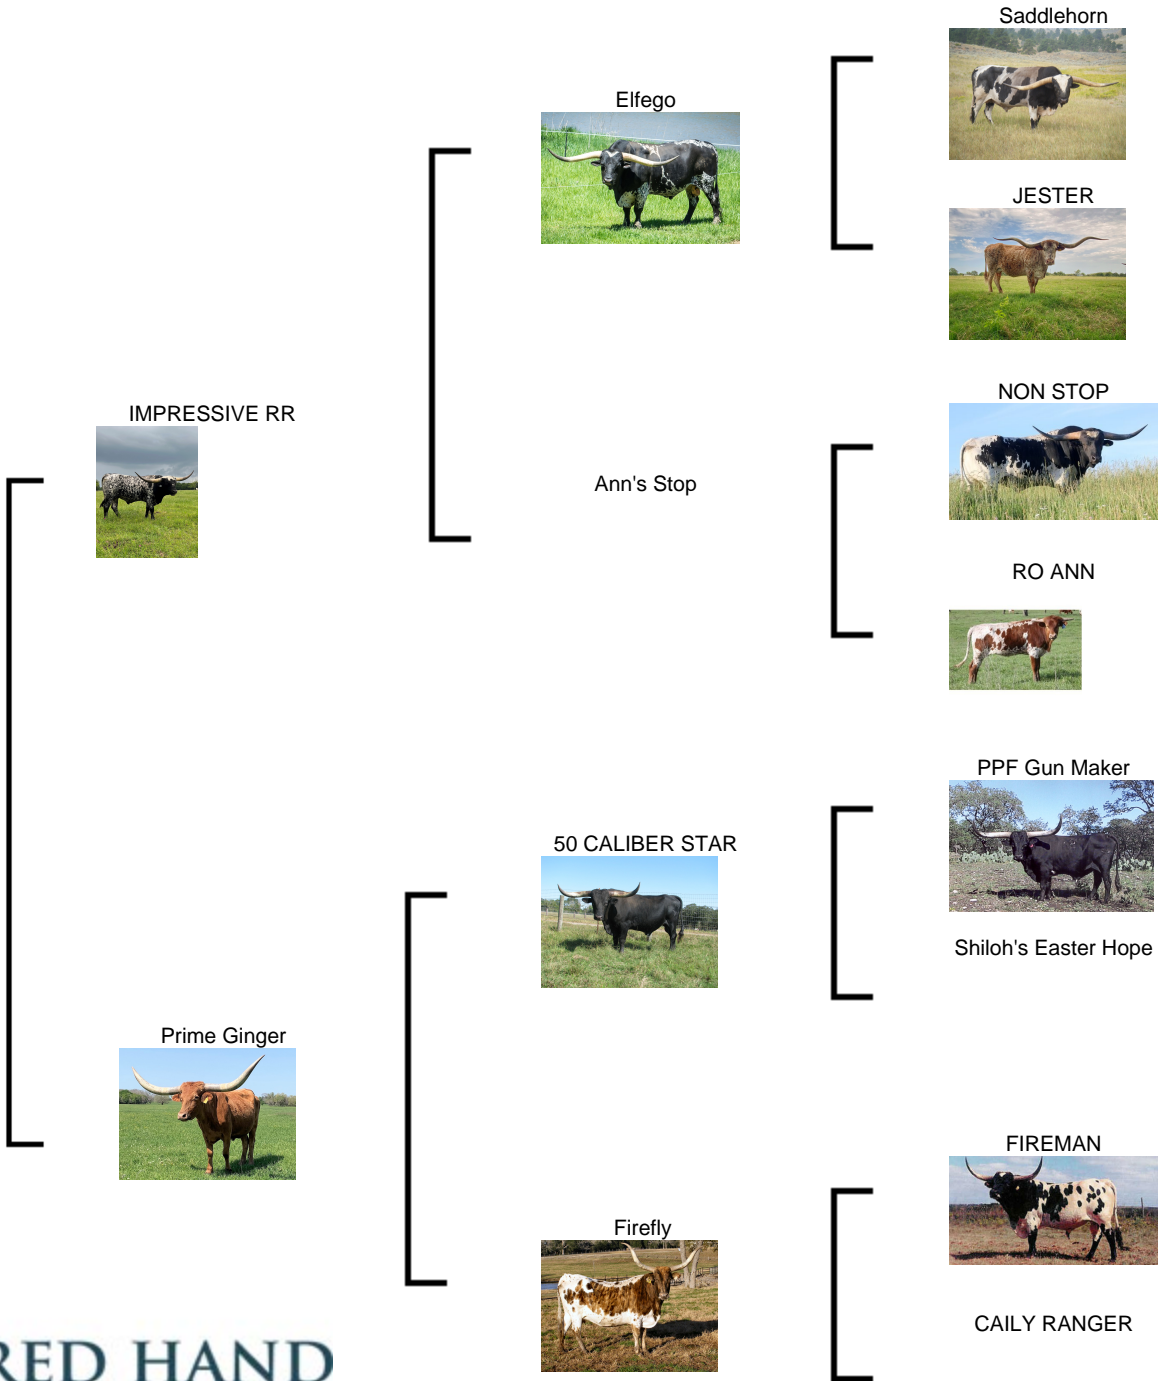 Saddlehorn
Elfego
JESTER
NON STOP
IMPRESSIVE RR
Ann's Stop
RO ANN
PPF Gun Maker
50 CALIBER STAR
Shiloh's Easter Hope
Prime Ginger
FIREMAN
Firefly
CAILY RANGER
RED HAND